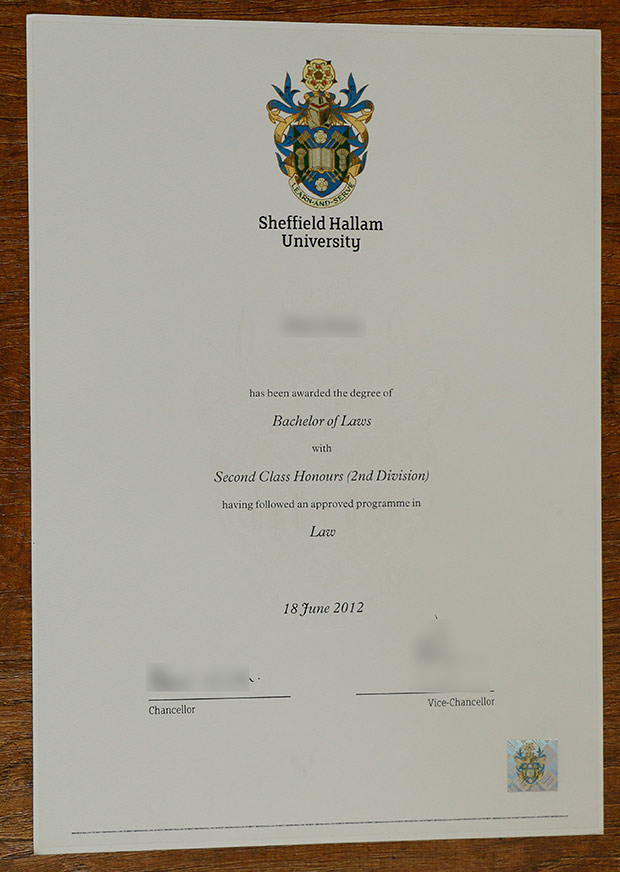 LEARN·AND·SERVE
Sheffield Hallam
University
has been awarded the degree of
Bachelor of Laws
with
Second Class Honours (2nd Division)
having followed an approved programme in
Law
18 June 2012
Chancellor
Vice-Chancellor